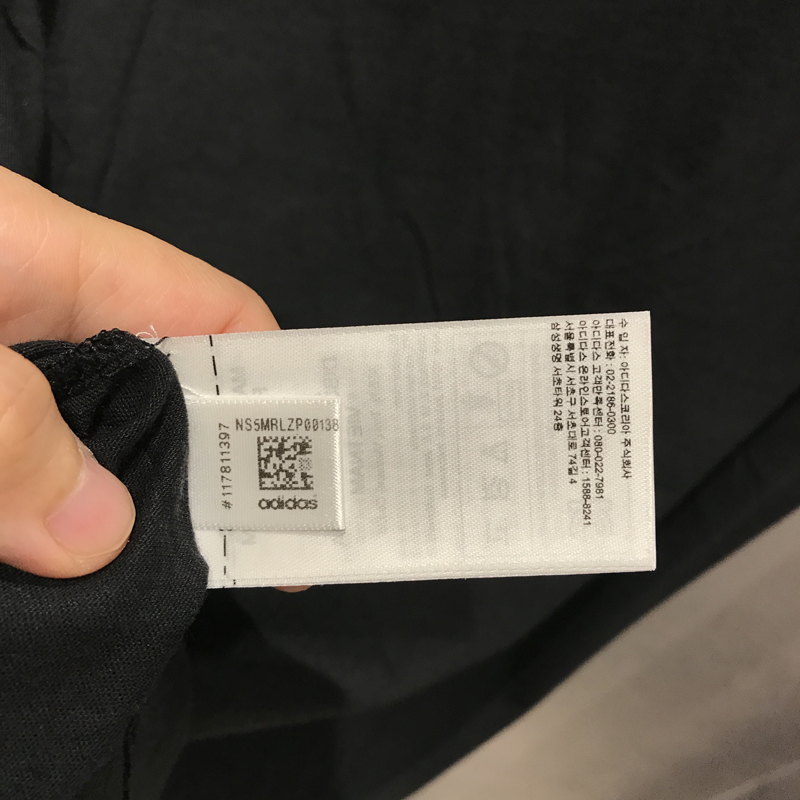 수 입 자: 아디다스코리아 주식회사
대표전화 : 02-2186-0300
아디다스 고객만족센터 : 080-022-7981
아디다스 온라인스토어고객센터 : 1588-8241
서울특별시 서초구 서초대로 74길 4
삼성생명 서초타워 24층
NS5MRLZP00138
adidas
#117811397